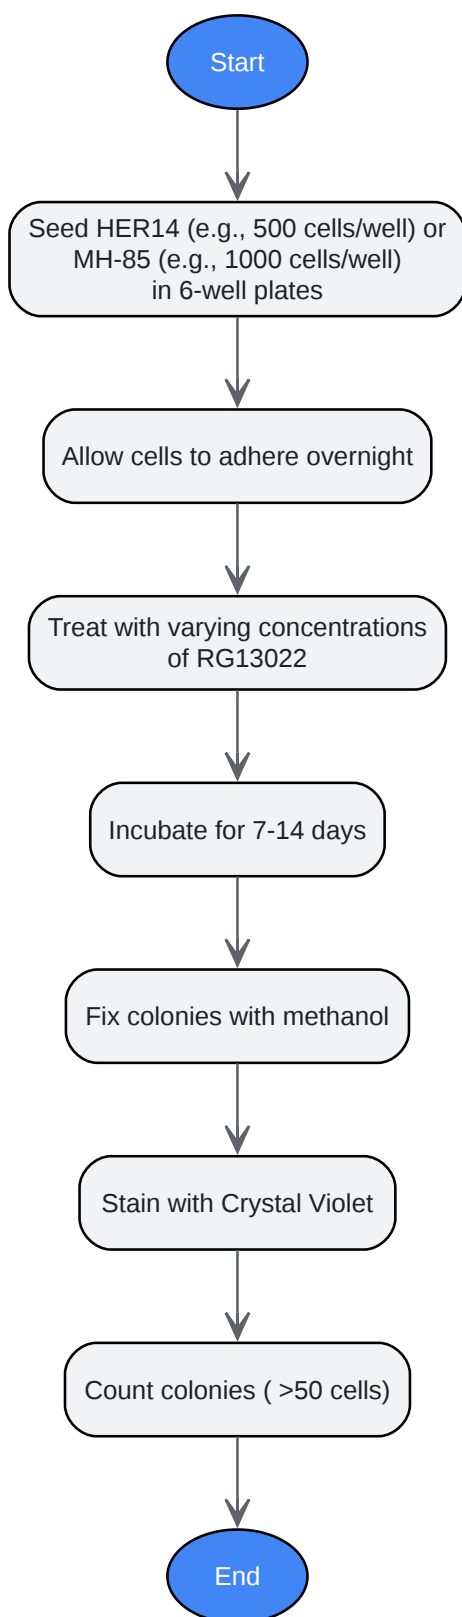 Start
Seed HER14 (e.g., 500 cells/well) or
MH-85 (e.g., 1000 cells/well)
in 6-well plates
Allow cells to adhere overnight
Treat with varying concentrations
of RG13022
Incubate for 7-14 days
Fix colonies with methanol
Stain with Crystal Violet
Count colonies ( >50 cells)
End